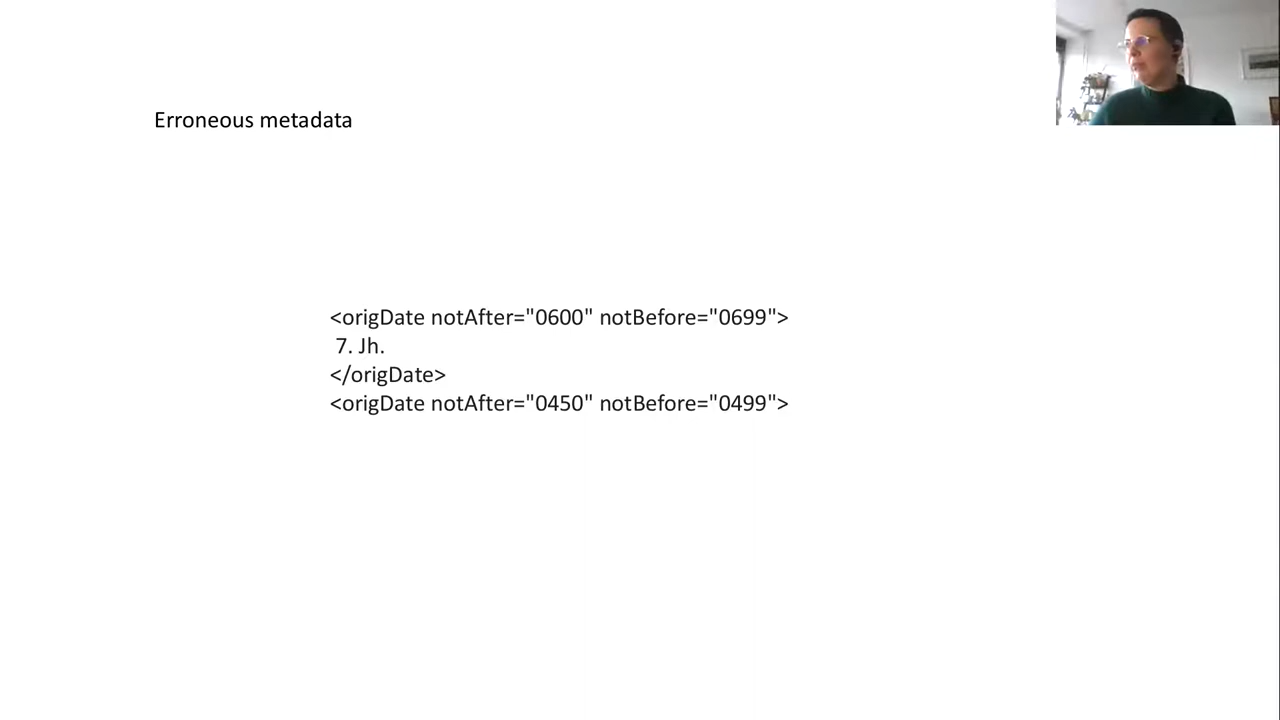 Erroneous metadata
<origDate notAfter="0600" notBefore="0699">
7. Jh.
</origDate>
<origDate notAfter="0450" notBefore="0499">